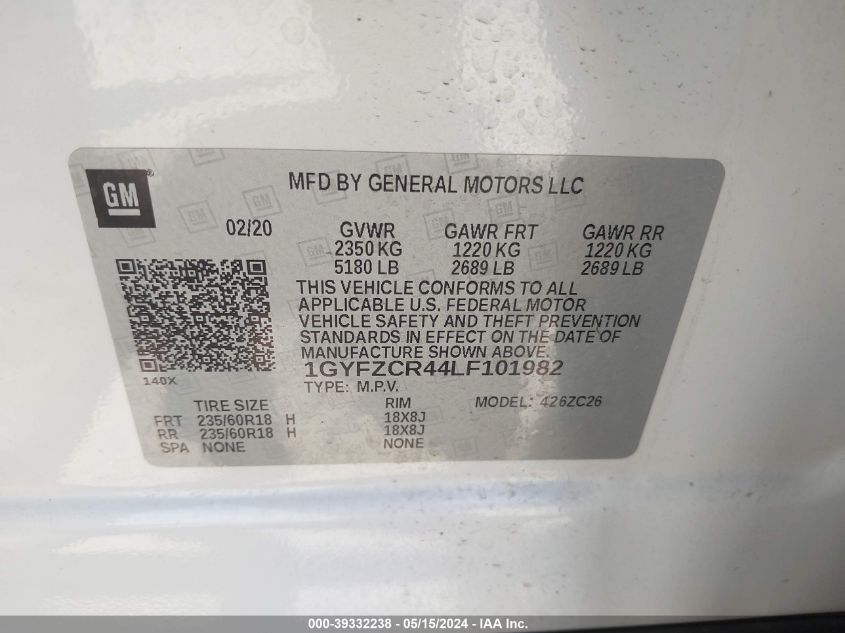 GM
MFD BY GENERAL MOTORS LLC
02/20 GVWR GAWR FRT GAWR RR
2350 KG 1220 KG 1220 KG
5180 LB 2689 LB 2689 LB
THIS VEHICLE CONFORMS TO ALL
APPLICABLE U.S. FEDERAL MOTOR
VEHICLE SAFETY AND THEFT PREVENTION
STANDARDS IN EFFECT ON THE DATE OF
MANUFACTURE SHOWN ABOVE.
140X
1GYFZCR44LF101982
TYPE: M.P.V.
TIRE SIZE RIM MODEL: 426ZC26
FRT 235/60R18 H 18X8J
RR 235/60R18 H 18X8J
SPA NONE NONE
000-39332238 - 05/15/2024 - IAA Inc.